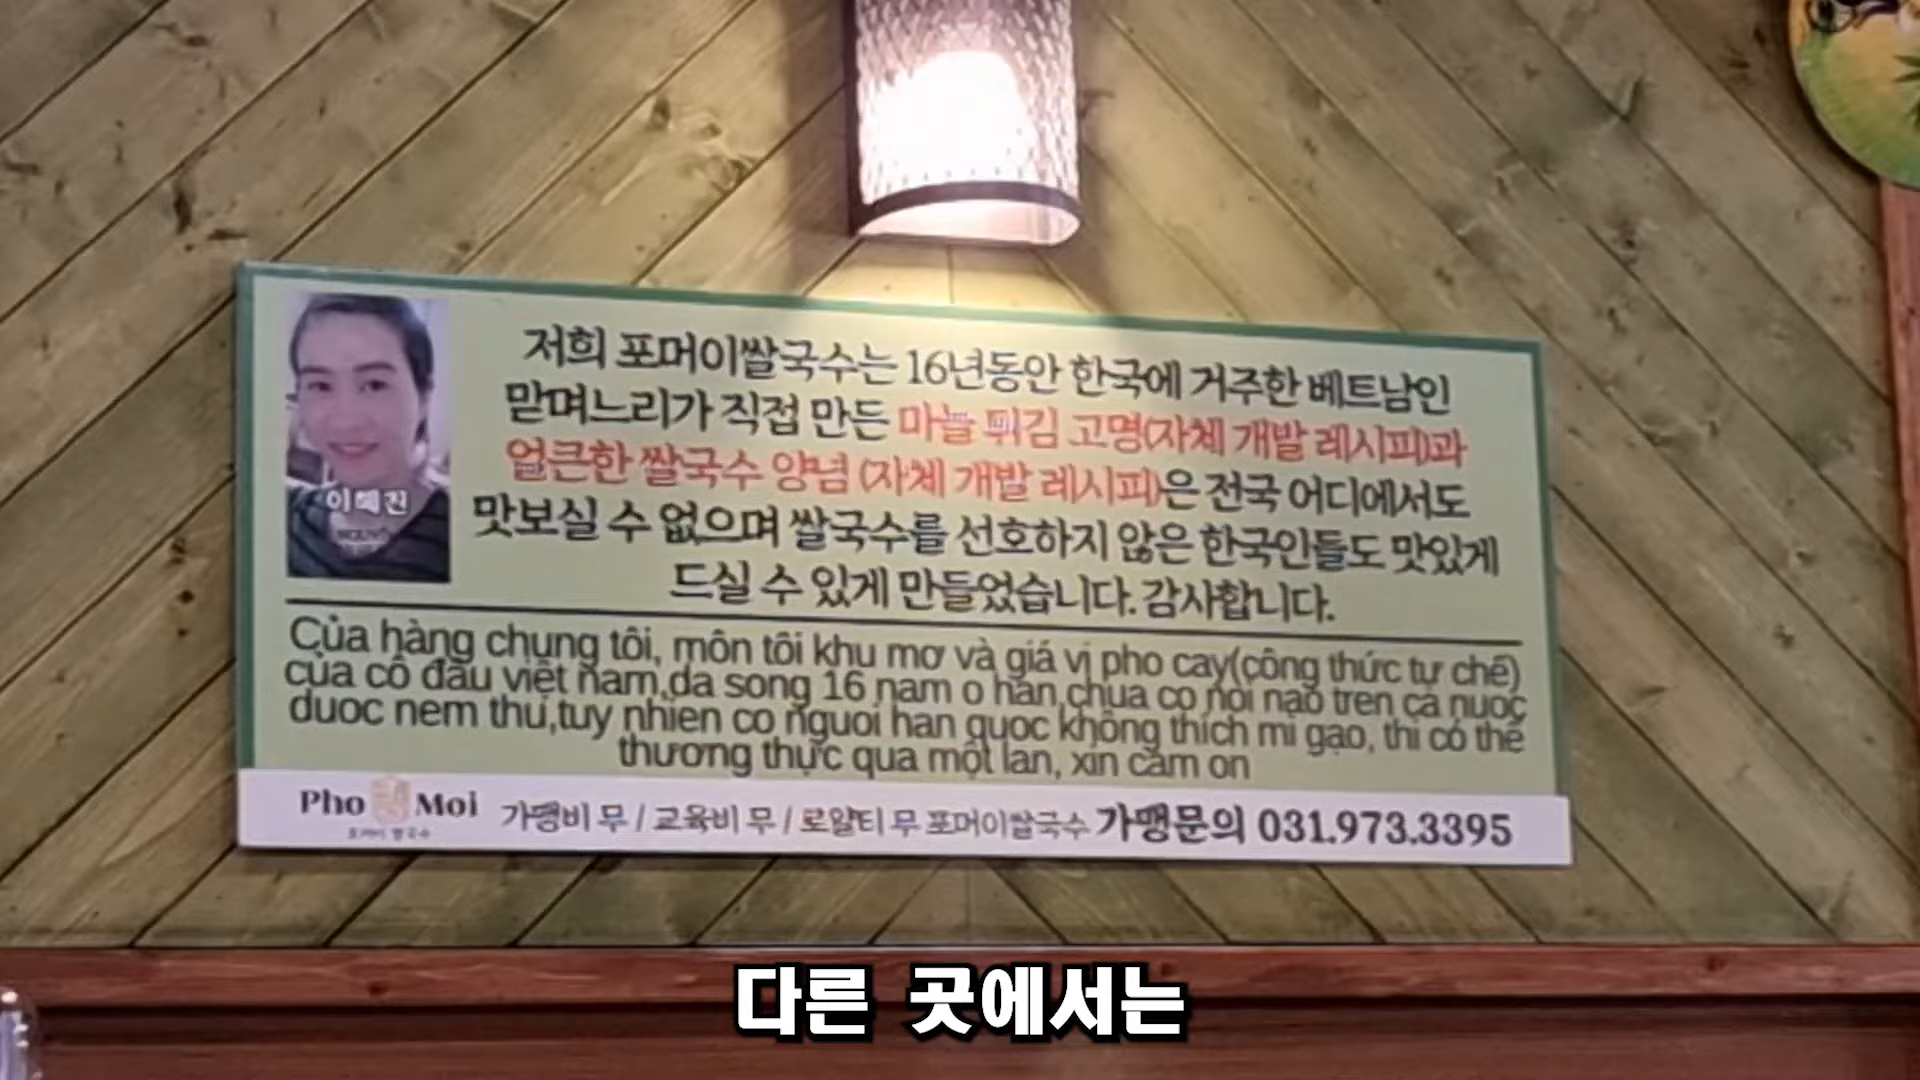 저희 포머이쌀국수는 16년동안 한국에 거주한 베트남인
맏며느리가 직접 만든 마늘 튀김 고명(자체 개발 레시피)과
얼큰한 쌀국수 양념 (자체 개발 레시피)은 전국 어디에서도
맛보실 수 없으며 쌀국수를 선호하지 않은 한국인들도 맛있게
드실 수 있게 만들었습니다. 감사합니다.
이혜진
Của hàng chung tôi, môn tôi khu mơ và giá vị pho cay(công thức tư chế)
của cô đầu việt nam,da song 16 nam o han,chua co noi nao tren ca nuoc
duoc nem thu,tuy nhien co nguoi han quoc không thích mi gạo, thi có thể
thương thực qua một lan, xin cảm on
Pho Moi
포머이 쌀국수
가맹비 무 / 교육비 무 / 로얄티 무 포머이쌀국수 가맹문의 031.973.3395
다른 곳에서는